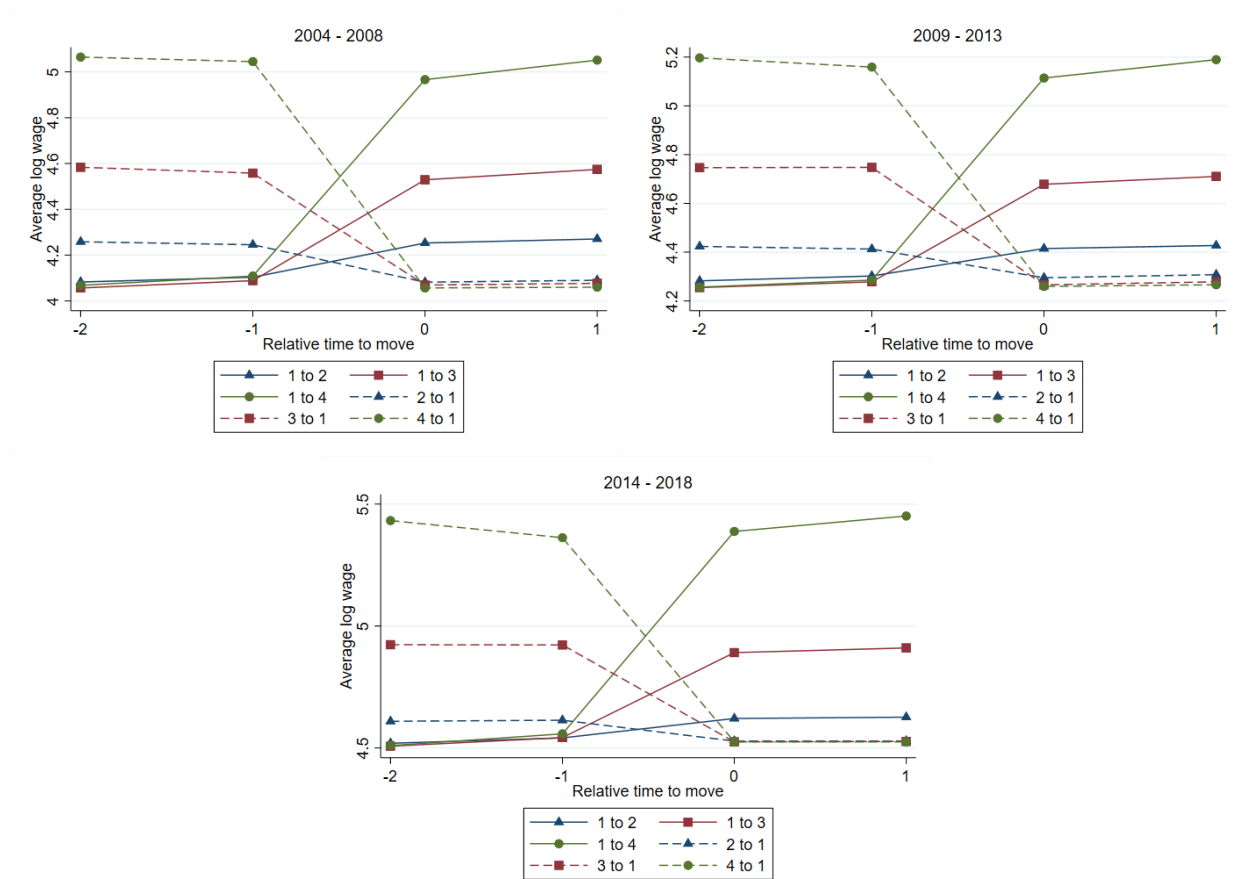 2004 - 2008
Average log wage
5
4.8
4.6
4.4
4.2
4
-2 -1 0 1
Relative time to move
1 to 2 1 to 3
1 to 4 2 to 1
3 to 1 4 to 1
2009 - 2013
Average log wage
5.2
5
4.8
4.6
4.4
4.2
-2 -1 0 1
Relative time to move
1 to 2 1 to 3
1 to 4 2 to 1
3 to 1 4 to 1
2014 - 2018
Average log wage
5.5
5
4.5
-2 -1 0 1
Relative time to move
1 to 2 1 to 3
1 to 4 2 to 1
3 to 1 4 to 1